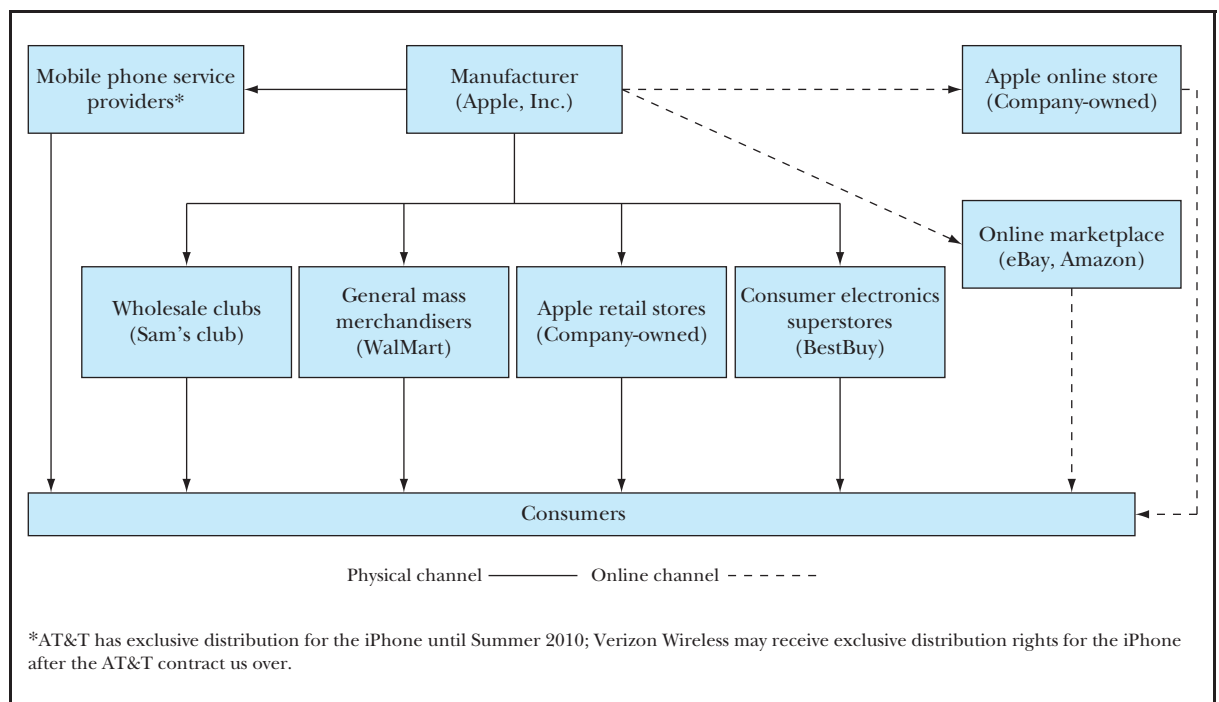 Mobile phone service
providers*
Manufacturer
(Apple, Inc.)
Apple online store
(Company-owned)
Online marketplace
(eBay, Amazon)
Wholesale clubs
(Sam's club)
General mass
merchandisers
(WalMart)
Apple retail stores
(Company-owned)
Consumer electronics
superstores
(BestBuy)
Consumers
Physical channel
Online channel
*AT&T has exclusive distribution for the iPhone until Summer 2010; Verizon Wireless may receive exclusive distribution rights for the iPhone
after the AT&T contract us over.